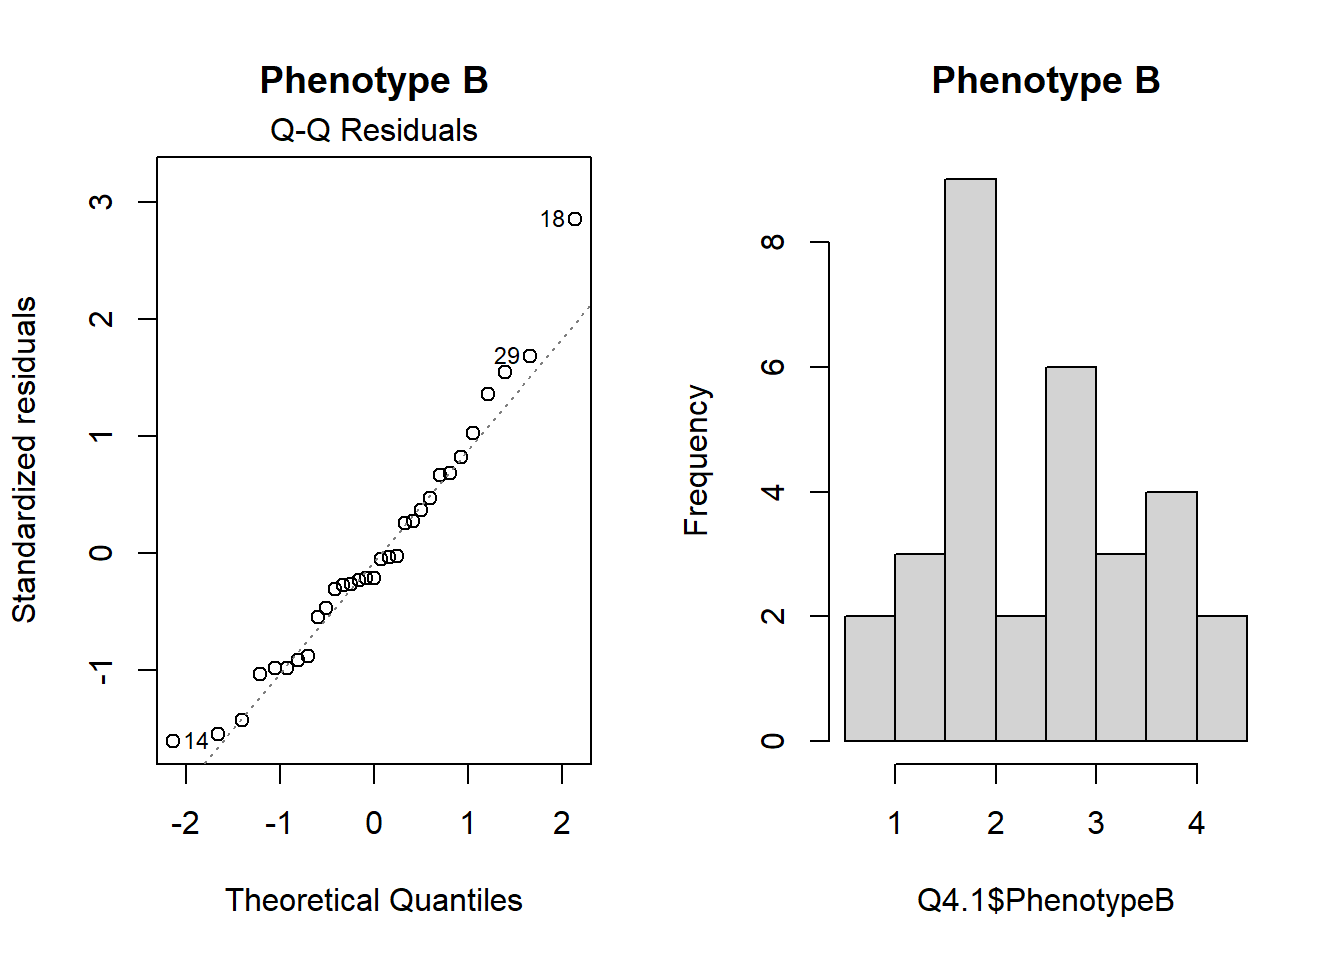 Phenotype B
Q-Q Residuals
Standardized residuals
3
2
1
0
-1
18
29
14
-2 -1 0 1 2
Theoretical Quantiles
Phenotype B
Frequency
8
6
4
2
0
1 2 3 4
Q4.1$PhenotypeB